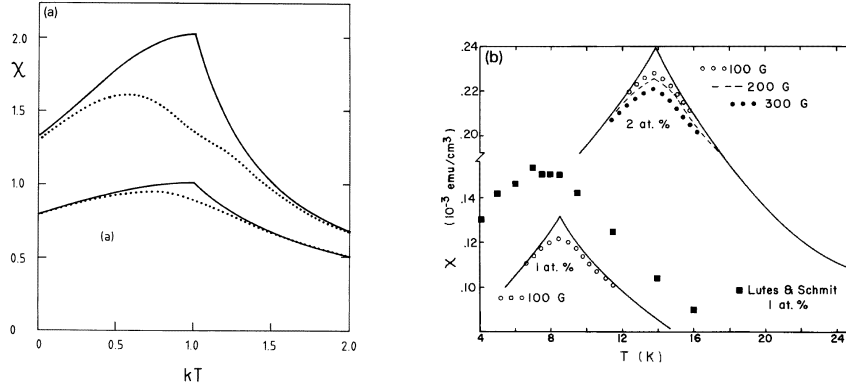 (a)
2.0
χ
1.5
1.0
(a)
0.5
0
0 0.5 1.0 1.5 2.0
kT
(b)
.24
.22
.20
.14
.12
.10
χ (10⁻³ emu/cm³)
100 G
200 G
300 G
2 at. %
1 at. %
100 G
Lutes & Schmit
1 at. %
4 8 12 16 20 24
T (K)